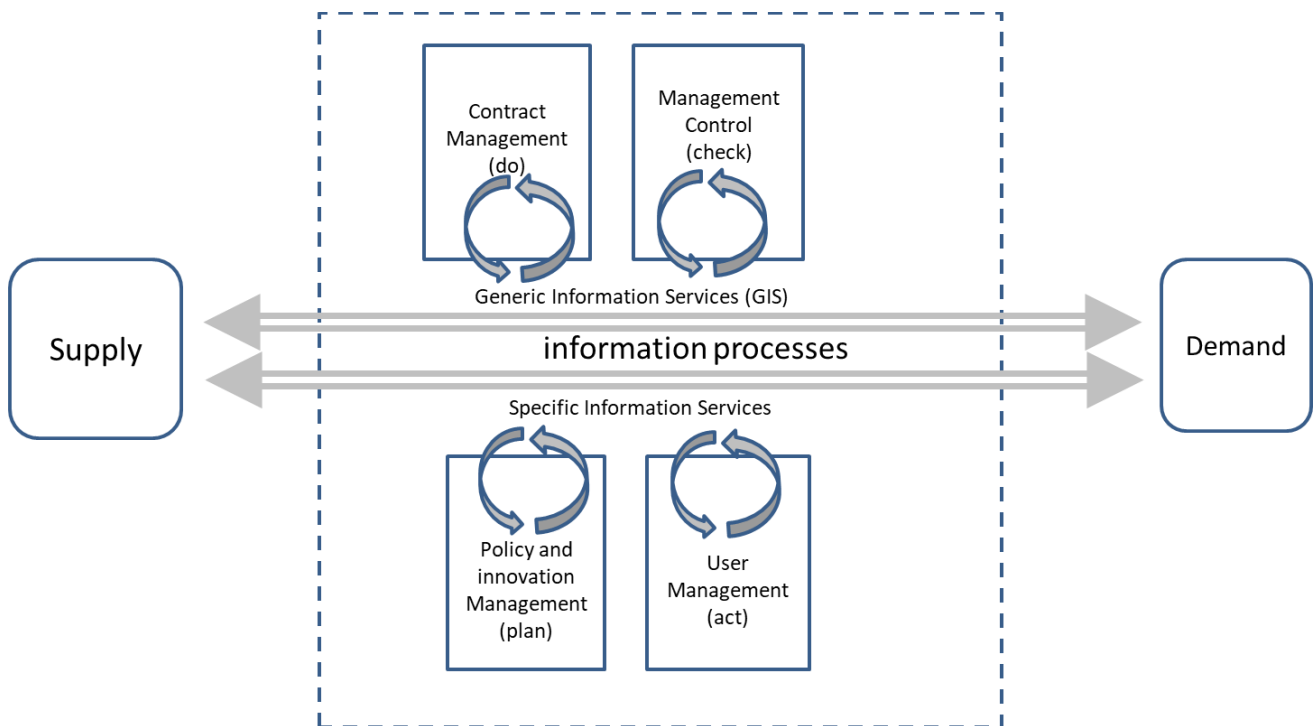 Contract
Management
(do)
Management
Control
(check)
Generic Information Services (GIS)
Supply
information processes
Demand
Specific Information Services
Policy and
innovation
Management
(plan)
User
Management
(act)